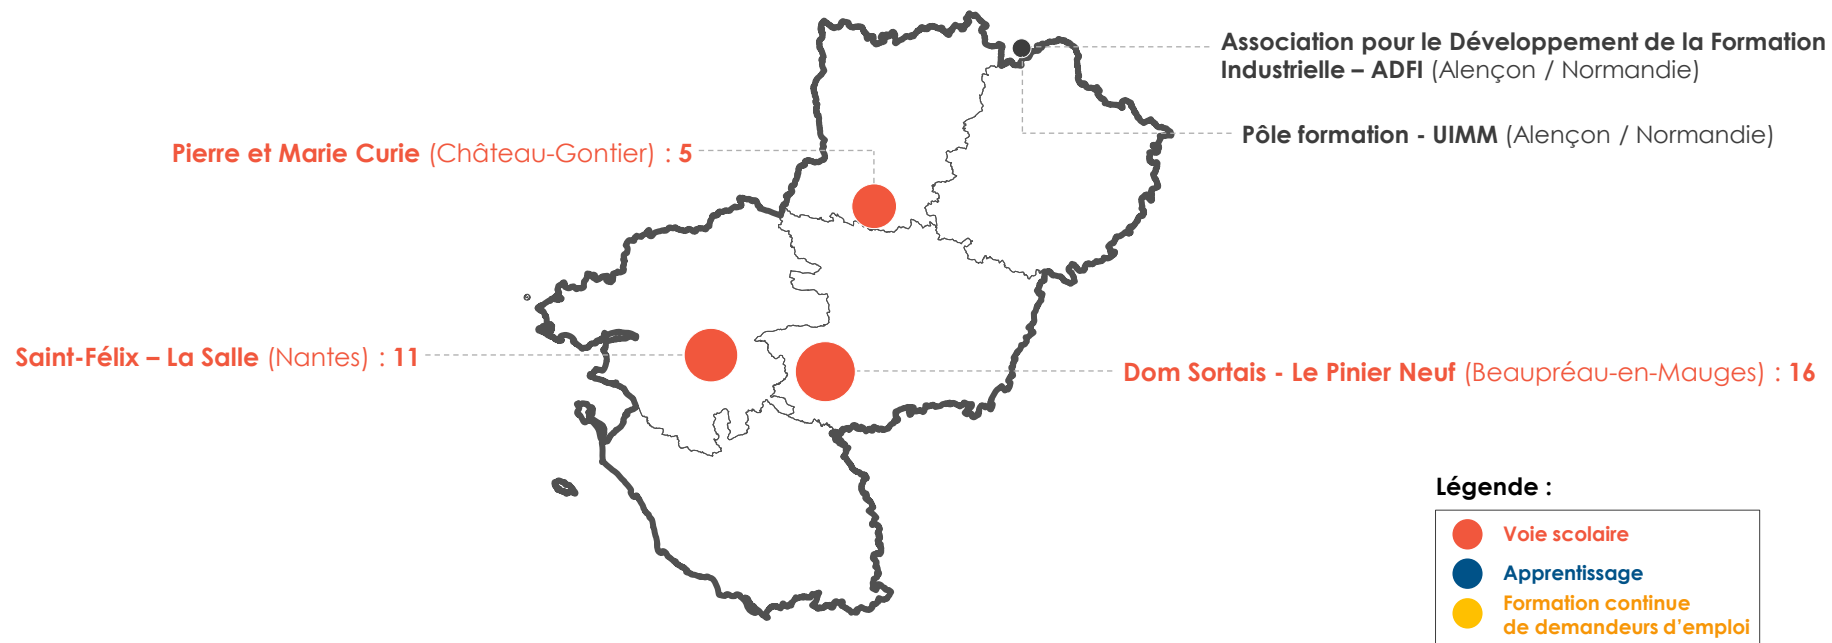 Association pour le Développement de la Formation
Industrielle – ADFI (Alençon / Normandie)
Pôle formation - UIMM (Alençon / Normandie)
Pierre et Marie Curie (Château-Gontier) : 5
Saint-Félix – La Salle (Nantes) : 11
Dom Sortais - Le Pinier Neuf (Beaupréau-en-Mauges) : 16
Légende :
Voie scolaire
Apprentissage
Formation continue
de demandeurs d'emploi